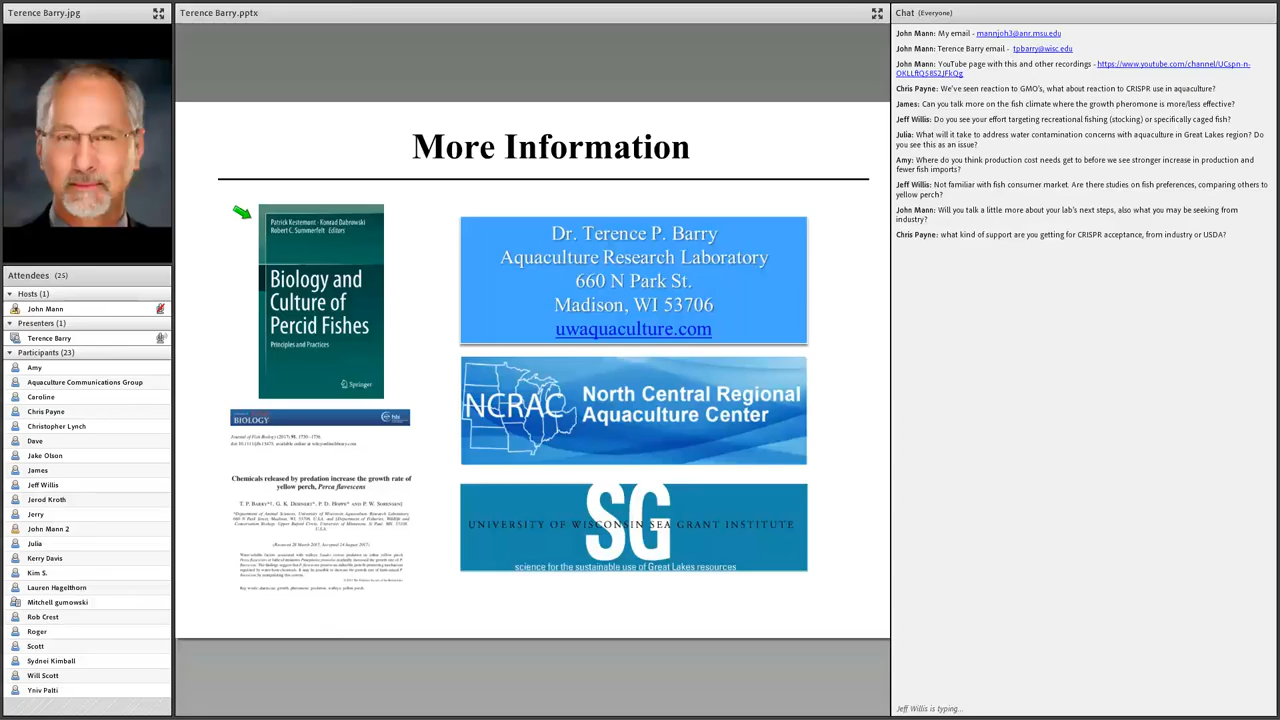 Terence Barry.jpg
Attendees (25)
Hosts (1)
John Mann
Presenters (1)
Terence Barry
Participants (23)
Amy
Aquaculture Communications Group
Caroline
Chris Payne
Christopher Lynch
Dave
Jake Olson
James
Jeff Willis
Jerod Kroth
Jerry
John Mann 2
Julia
Kerry Davis
Kim S.
Lauren Hagelthorn
Mitchell gumowski
Rob Crest
Roger
Scott
Sydnei Kimball
Will Scott
Yniv Palti
Terence Barry.pptx
More Information
Patrick Kestemont · Konrad Dabrowski
Robert C. Summerfelt Editors
Biology and
Culture of
Percid Fishes
Principles and Practices
Springer
BIOLOGY
Chemicals released by predation increase the growth rate of
yellow perch, Perca flavescens
Dr. Terence P. Barry
Aquaculture Research Laboratory
660 N Park St.
Madison, WI 53706
uwaquaculture.com
NCRAC
North Central Regional
Aquaculture Center
SG
UNIVERSITY OF WISCONSIN SEA GRANT INSTITUTE
science for the sustainable use of Great Lakes resources
Chat (Everyone)
John Mann: My email - mannjoh3@anr.msu.edu
John Mann: Terence Barry email - tpbarry@wisc.edu
John Mann: YouTube page with this and other recordings - https://www.youtube.com/channel/UCspn-n-
Chris Payne: We've seen reaction to GMO's, what about reaction to CRISPR use in aquaculture?
James: Can you talk more on the fish climate where the growth pheromone is more/less effective?
Jeff Willis: Do you see your effort targeting recreational fishing (stocking) or specifically caged fish?
Julia: What will it take to address water contamination concerns with aquaculture in Great Lakes region? Do
you see this as an issue?
Amy: Where do you think production cost needs get to before we see stronger increase in production and
fewer fish imports?
Jeff Willis: Not familiar with fish consumer market. Are there studies on fish preferences, comparing others to
yellow perch?
John Mann: Will you talk a little more about your lab's next steps, also what you may be seeking from
industry?
Chris Payne: what kind of support are you getting for CRISPR acceptance, from industry or USDA?
Jeff Willis is typing...